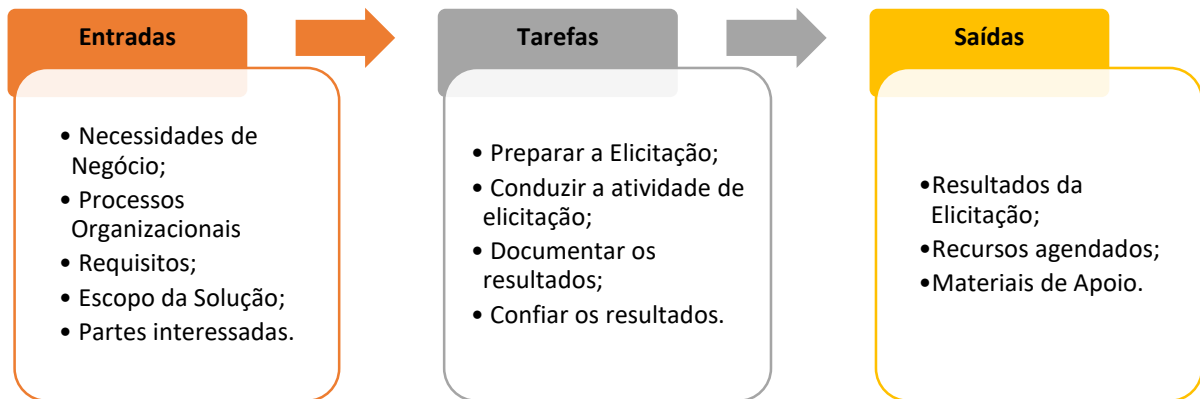 Entradas
• Necessidades de
Negócio;
• Processos
Organizacionais
• Requisitos;
• Escopo da Solução;
• Partes interessadas.
Tarefas
• Preparar a Elicitação;
• Conduzir a atividade de
elicitação;
• Documentar os
resultados;
• Confiar os resultados.
Saídas
•Resultados da
Elicitação;
•Recursos agendados;
•Materiais de Apoio.